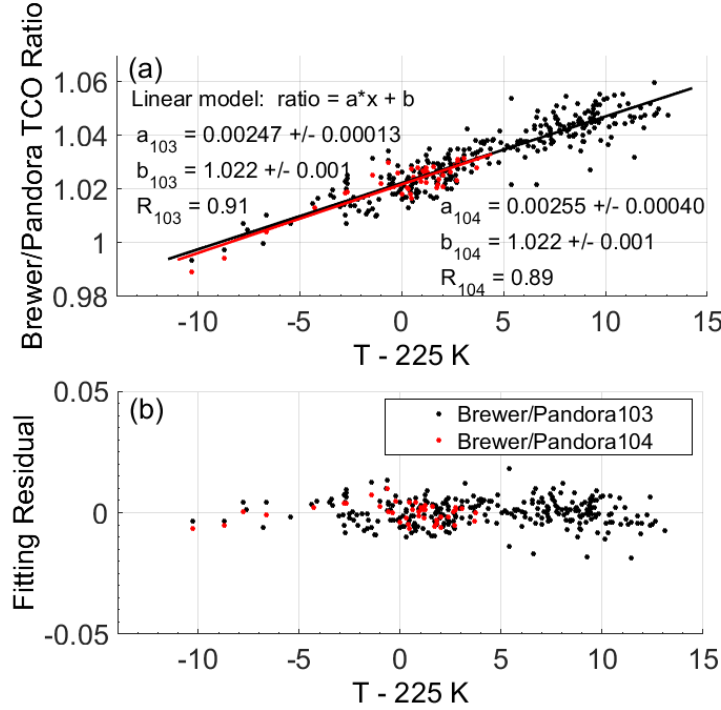 (a)
Brewer/Pandora TCO Ratio
1.06
1.04
1.02
1
0.98
Linear model: ratio = a*x + b
a103 = 0.00247 +/- 0.00013
b103 = 1.022 +/- 0.001
R103 = 0.91
a104 = 0.00255 +/- 0.00040
b104 = 1.022 +/- 0.001
R104 = 0.89
-10 -5 0 5 10 15
T - 225 K
(b)
Fitting Residual
0.05
0
-0.05
Brewer/Pandora103
Brewer/Pandora104
-10 -5 0 5 10 15
T - 225 K